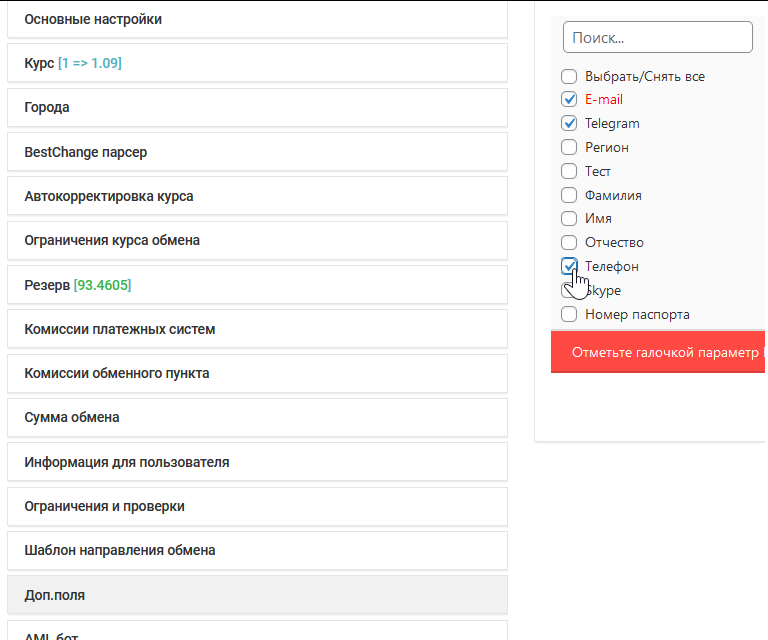 Основные настройки
Курс [1 => 1.09]
Города
BestChange парсер
Автокорректировка курса
Ограничения курса обмена
Резерв [93.4605]
Комиссии платежных систем
Комиссии обменного пункта
Сумма обмена
Информация для пользователя
Ограничения и проверки
Шаблон направления обмена
Доп.поля
AML бот
Поиск...
Выбрать/Снять все
E-mail
Telegram
Регион
Тест
Фамилия
Имя
Отчество
Телефон
Skype
Номер паспорта
Отметьте галочкой параметр